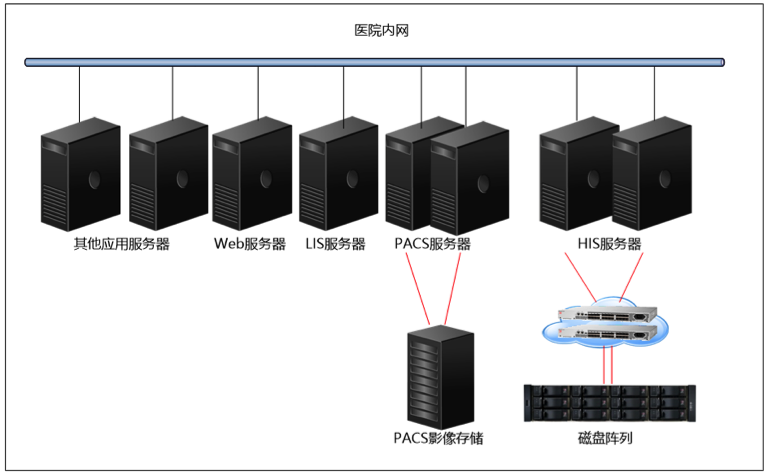 医院内网
其他应用服务器
Web服务器
LIS服务器
PACS服务器
HIS服务器
PACS影像存储
磁盘阵列